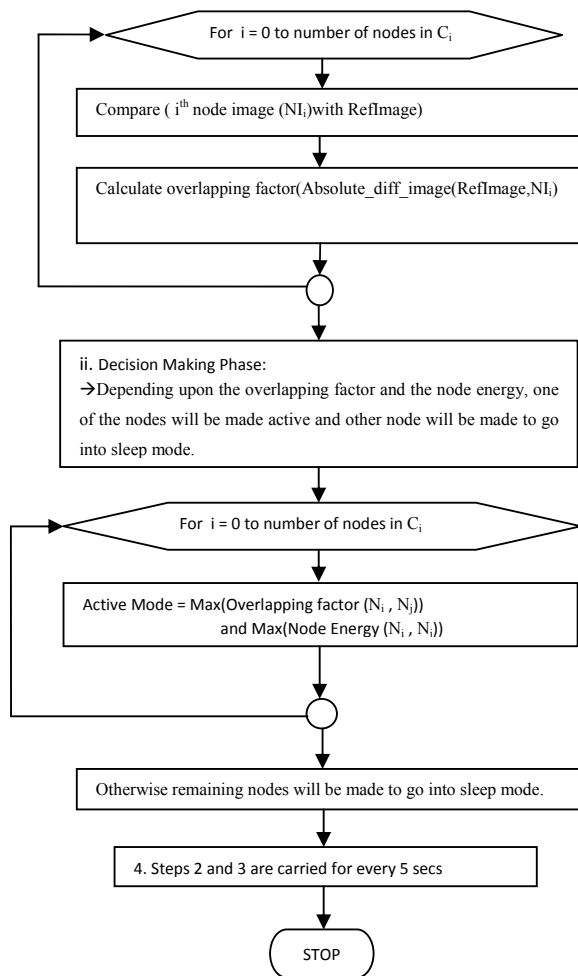 For i = 0 to number of nodes in Ci
Compare ( ith node image (NIi)with RefImage)
Calculate overlapping factor(Absolute_diff_image(RefImage,NIi)
ii. Decision Making Phase:
→Depending upon the overlapping factor and the node energy, one
of the nodes will be made active and other node will be made to go
into sleep mode.
For i = 0 to number of nodes in Ci
Active Mode = Max(Overlapping factor (Ni , Nj))
and Max(Node Energy (Ni , Ni))
Otherwise remaining nodes will be made to go into sleep mode.
4. Steps 2 and 3 are carried for every 5 secs
STOP